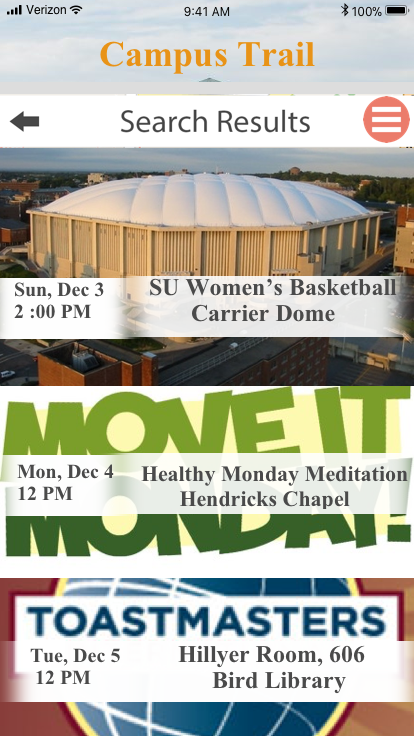 Verizon 9:41 AM 100%
Campus Trail
Search Results
Sun, Dec 3 SU Women's Basketball
2 :00 PM Carrier Dome
MOVE IT
Mon, Dec 4 Healthy Monday Meditation
12 PM Hendricks Chapel
MONDAY!
TOASTMASTERS
Tue, Dec 5 Hillyer Room, 606
12 PM Bird Library